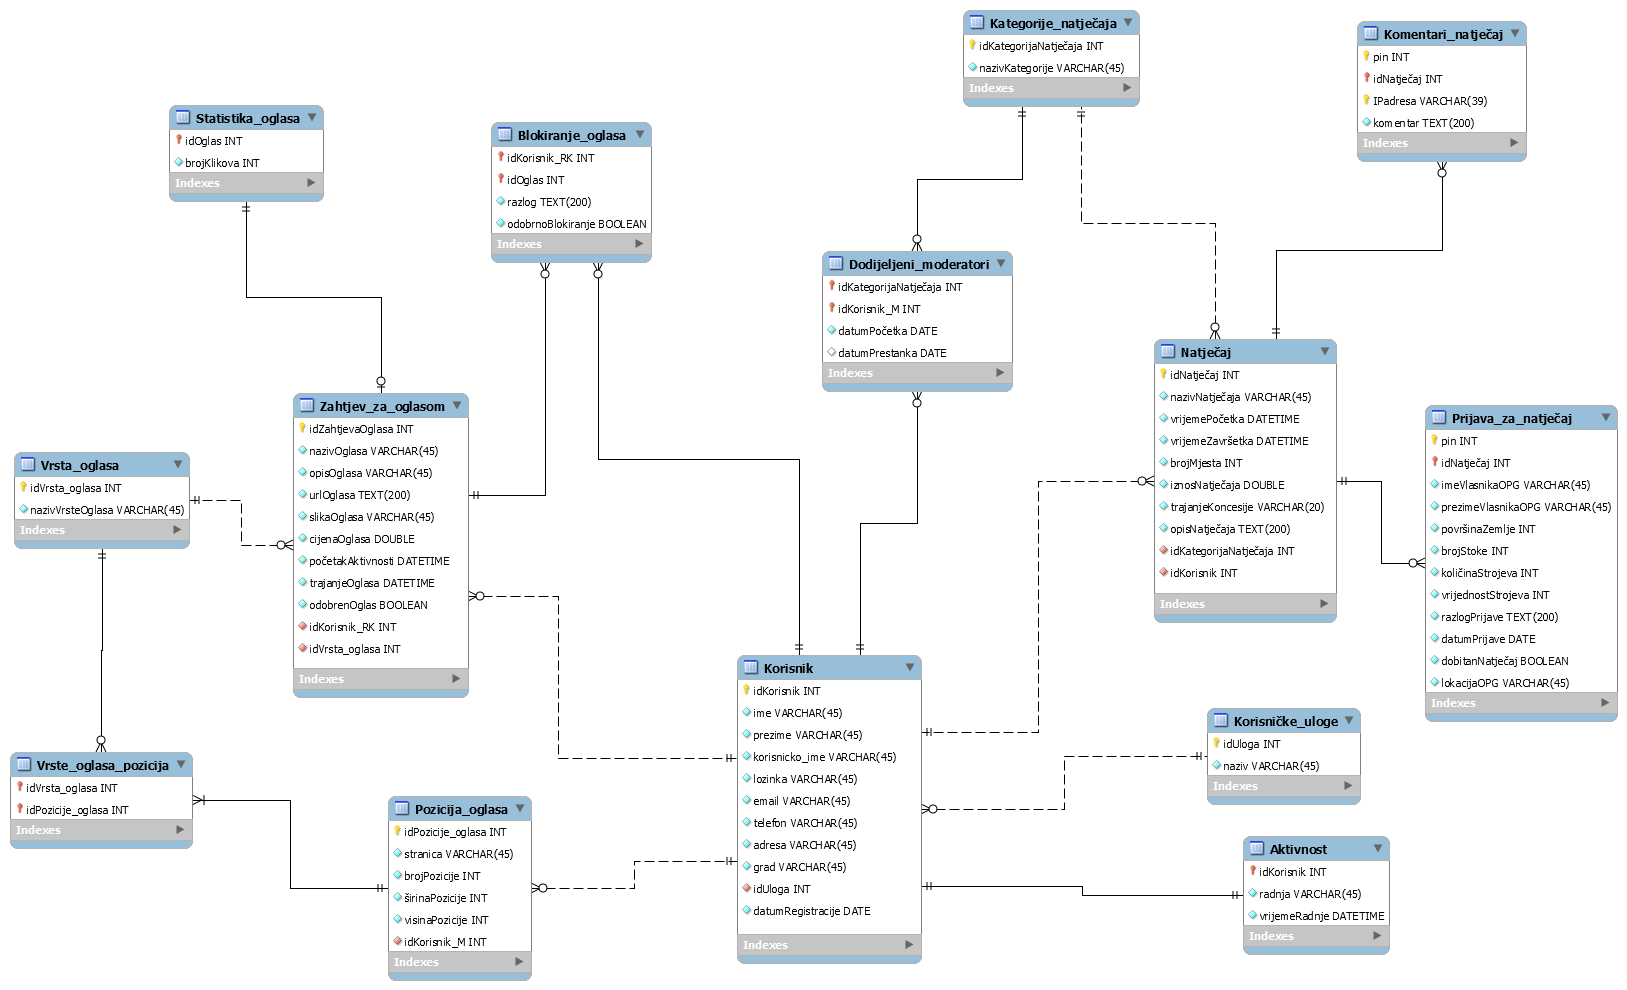 Kategorije_natječaja
idKategorijaNatječaja INT
nazivKategorije VARCHAR(45)
Indexes
Komentari_natječaj
pin INT
idNatječaj INT
IPadresa VARCHAR(39)
komentar TEXT(200)
Indexes
Statistika_oglasa
idOglas INT
brojKlikova INT
Indexes
Blokiranje_oglasa
idKorisnik_RK INT
idOglas INT
razlog TEXT(200)
odobrnoBlokiranje BOOLEAN
Indexes
Dodijeljeni_moderatori
idKategorijaNatječaja INT
idKorisnik_M INT
datumPočetka DATE
datumPrestanka DATE
Indexes
Natječaj
idNatječaj INT
nazivNatječaja VARCHAR(45)
vrijemePočetka DATETIME
vrijemeZavršetka DATETIME
brojMjesta INT
iznosNatječaja DOUBLE
trajanjeKoncesije VARCHAR(20)
opisNatječaja TEXT(200)
idKategorijaNatječaja INT
idKorisnik INT
Indexes
Zahtjev_za_oglasom
idZahtjevaOglasa INT
nazivOglasa VARCHAR(45)
opisOglasa VARCHAR(45)
urlOglasa TEXT(200)
slikaOglasa VARCHAR(45)
cijenaOglasa DOUBLE
početakAktivnosti DATETIME
trajanjeOglasa DATETIME
odobrenOglas BOOLEAN
idKorisnik_RK INT
idVrsta_oglasa INT
Indexes
Prijava_za_natječaj
pin INT
idNatječaj INT
imeVlasnikaOPG VARCHAR(45)
prezimeVlasnikaOPG VARCHAR(45)
površinaZemlje INT
brojStoke INT
količinaStrojeva INT
vrijednostStrojeva INT
razlogPrijave TEXT(200)
datumPrijave DATE
dobitanNatječaj BOOLEAN
lokacijaOPG VARCHAR(45)
Indexes
Vrsta_oglasa
idVrsta_oglasa INT
nazivVrsteOglasa VARCHAR(45)
Indexes
Korisnik
idKorisnik INT
ime VARCHAR(45)
prezime VARCHAR(45)
korisnicko_ime VARCHAR(45)
lozinka VARCHAR(45)
email VARCHAR(45)
telefon VARCHAR(45)
adresa VARCHAR(45)
grad VARCHAR(45)
idUloga INT
datumRegistracije DATE
Indexes
Korisničke_uloge
idUloga INT
naziv VARCHAR(45)
Indexes
Vrste_oglasa_pozicija
idVrsta_oglasa INT
idPozicije_oglasa INT
Indexes
Pozicija_oglasa
idPozicije_oglasa INT
stranica VARCHAR(45)
brojPozicije INT
širinaPozicije INT
visinaPozicije INT
idKorisnik_M INT
Indexes
Aktivnost
idKorisnik INT
radnja VARCHAR(45)
vrijemeRadnje DATETIME
Indexes